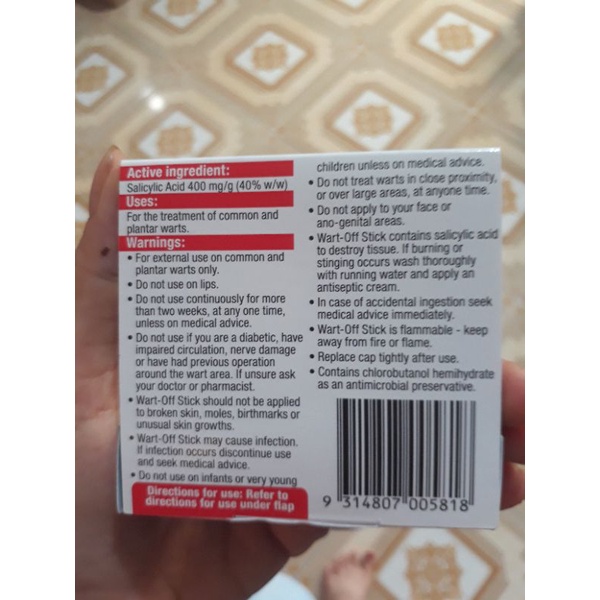 Active ingredient:
Salicylic Acid 400 mg/g (40% w/w)
Uses:
For the treatment of common and
plantar warts.
Warnings:
• For external use on common and
plantar warts only.
• Do not use on lips.
• Do not use continuously for more
than two weeks, at any one time,
unless on medical advice.
• Do not use if you are a diabetic, have
impaired circulation, nerve damage
or have had previous operation
around the wart area. If unsure ask
your doctor or pharmacist.
• Wart-Off Stick should not be applied
to broken skin, moles, birthmarks or
unusual skin growths.
• Wart-Off Stick may cause infection.
If infection occurs discontinue use
and seek medical advice.
• Do not use on infants or very young
children unless on medical advice.
• Do not treat warts in close proximity,
or over large areas, at anyone time.
• Do not apply to your face or
ano-genital areas.
• Wart-Off Stick contains salicylic acid
to destroy tissue. If burning or
stinging occurs wash thoroughly
with running water and apply an
antiseptic cream.
• In case of accidental ingestion seek
medical advice immediately.
• Wart-Off Stick is flammable - keep
away from fire or flame.
• Replace cap tightly after use.
• Contains chlorobutanol hemihydrate
as an antimicrobial preservative.
Directions for use: Refer to
directions for use under flap
9 314807 005818